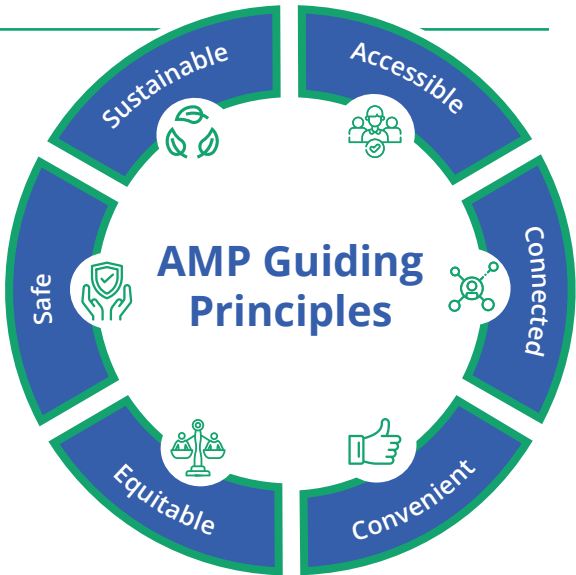 Sustainable
Accessible
Connected
Convenient
Equitable
Safe
AMP Guiding
Principles